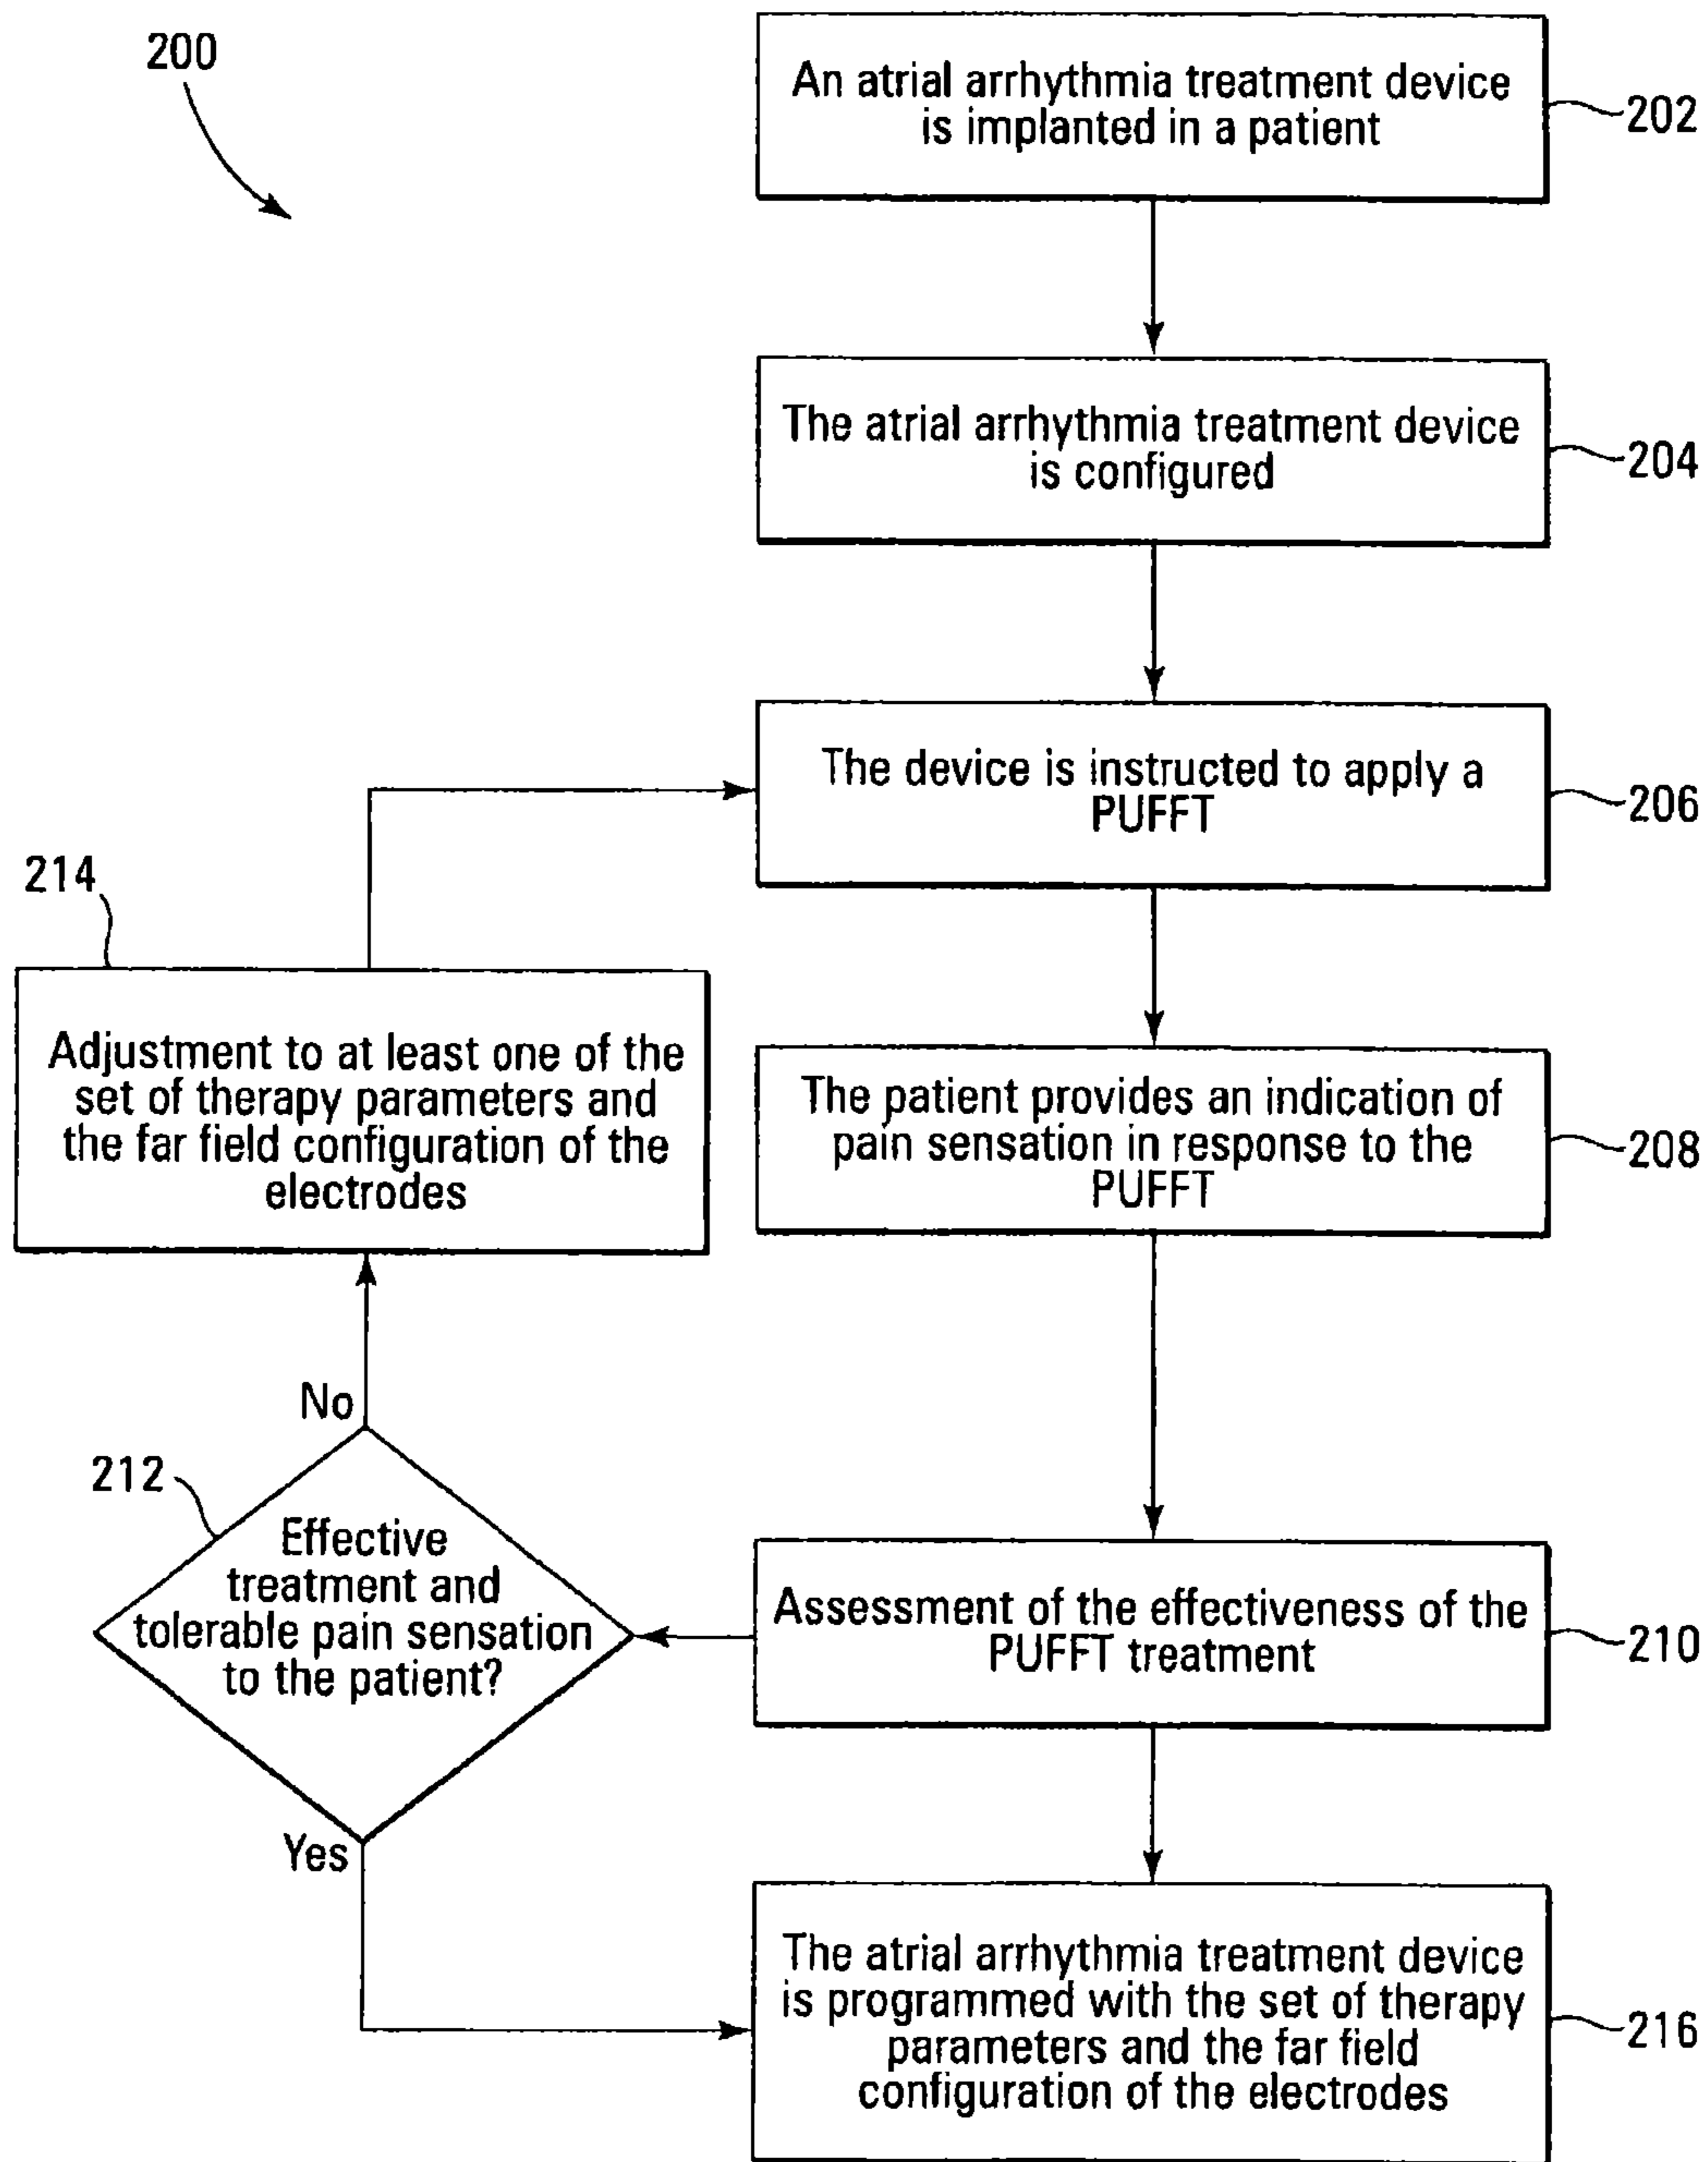 200
An atrial arrhythmia treatment device
is implanted in a patient
202
The atrial arrhythmia treatment device
is configured
204
The device is instructed to apply a
PUFFT
206
214
Adjustment to at least one of the
set of therapy parameters and
the far field configuration of the
electrodes
The patient provides an indication of
pain sensation in response to the
PUFFT
208
No
212
Effective
treatment and
tolerable pain sensation
to the patient?
Assessment of the effectiveness of the
PUFFT treatment
210
Yes
The atrial arrhythmia treatment device
is programmed with the set of therapy
parameters and the far field
configuration of the electrodes
216